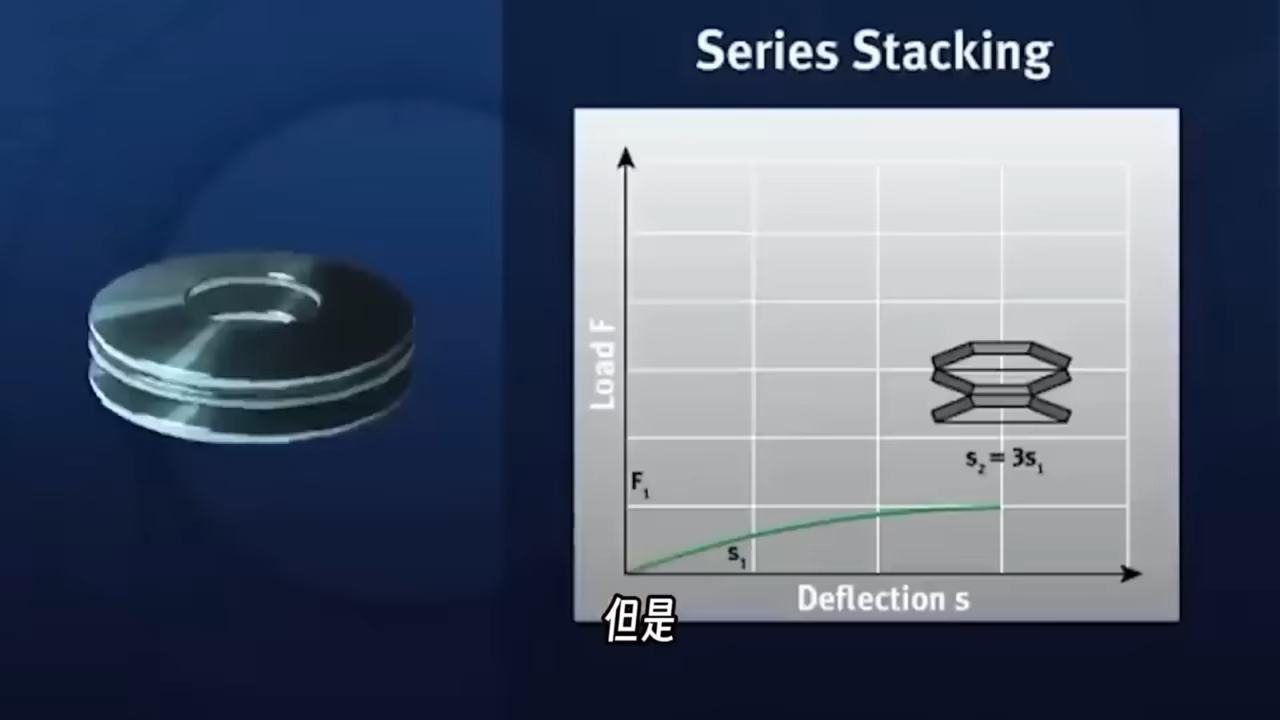 Series Stacking
Load F
s₂ = 3s₁
F₁
s₁
Deflection s
但是